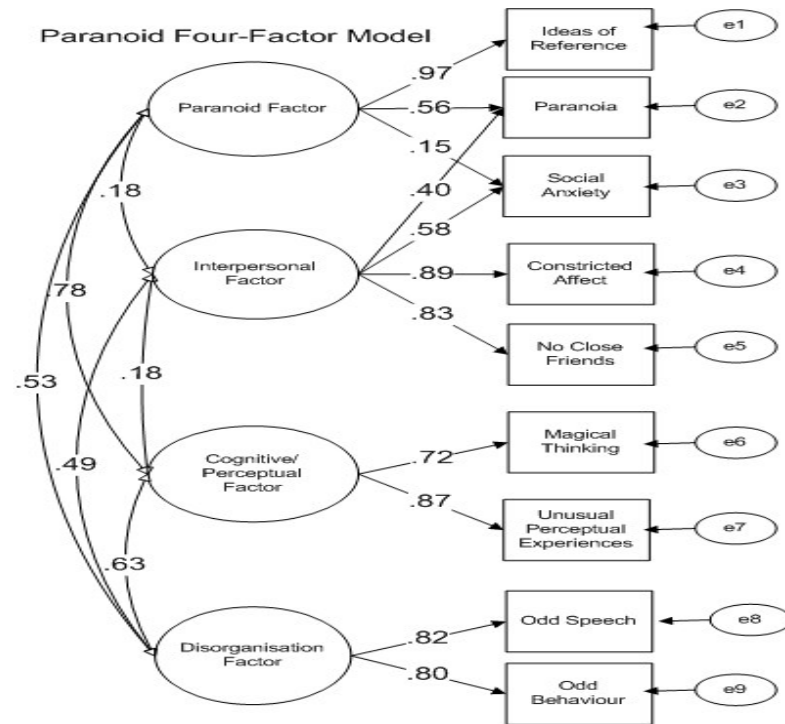 Paranoid Four-Factor Model
Ideas of
Reference
e1
.97
Paranoid Factor
.56
Paranoia
e2
.15
.18
.40
Social
Anxiety
e3
.58
Interpersonal
Factor
.89
Constricted
Affect
e4
.78
.83
No Close
Friends
e5
.53
.18
.49
Cognitive/
Perceptual
Factor
.72
Magical
Thinking
e6
.87
Unusual
Perceptual
Experiences
e7
.63
Disorganisation
Factor
.82
Odd Speech
e8
.80
Odd
Behaviour
e9